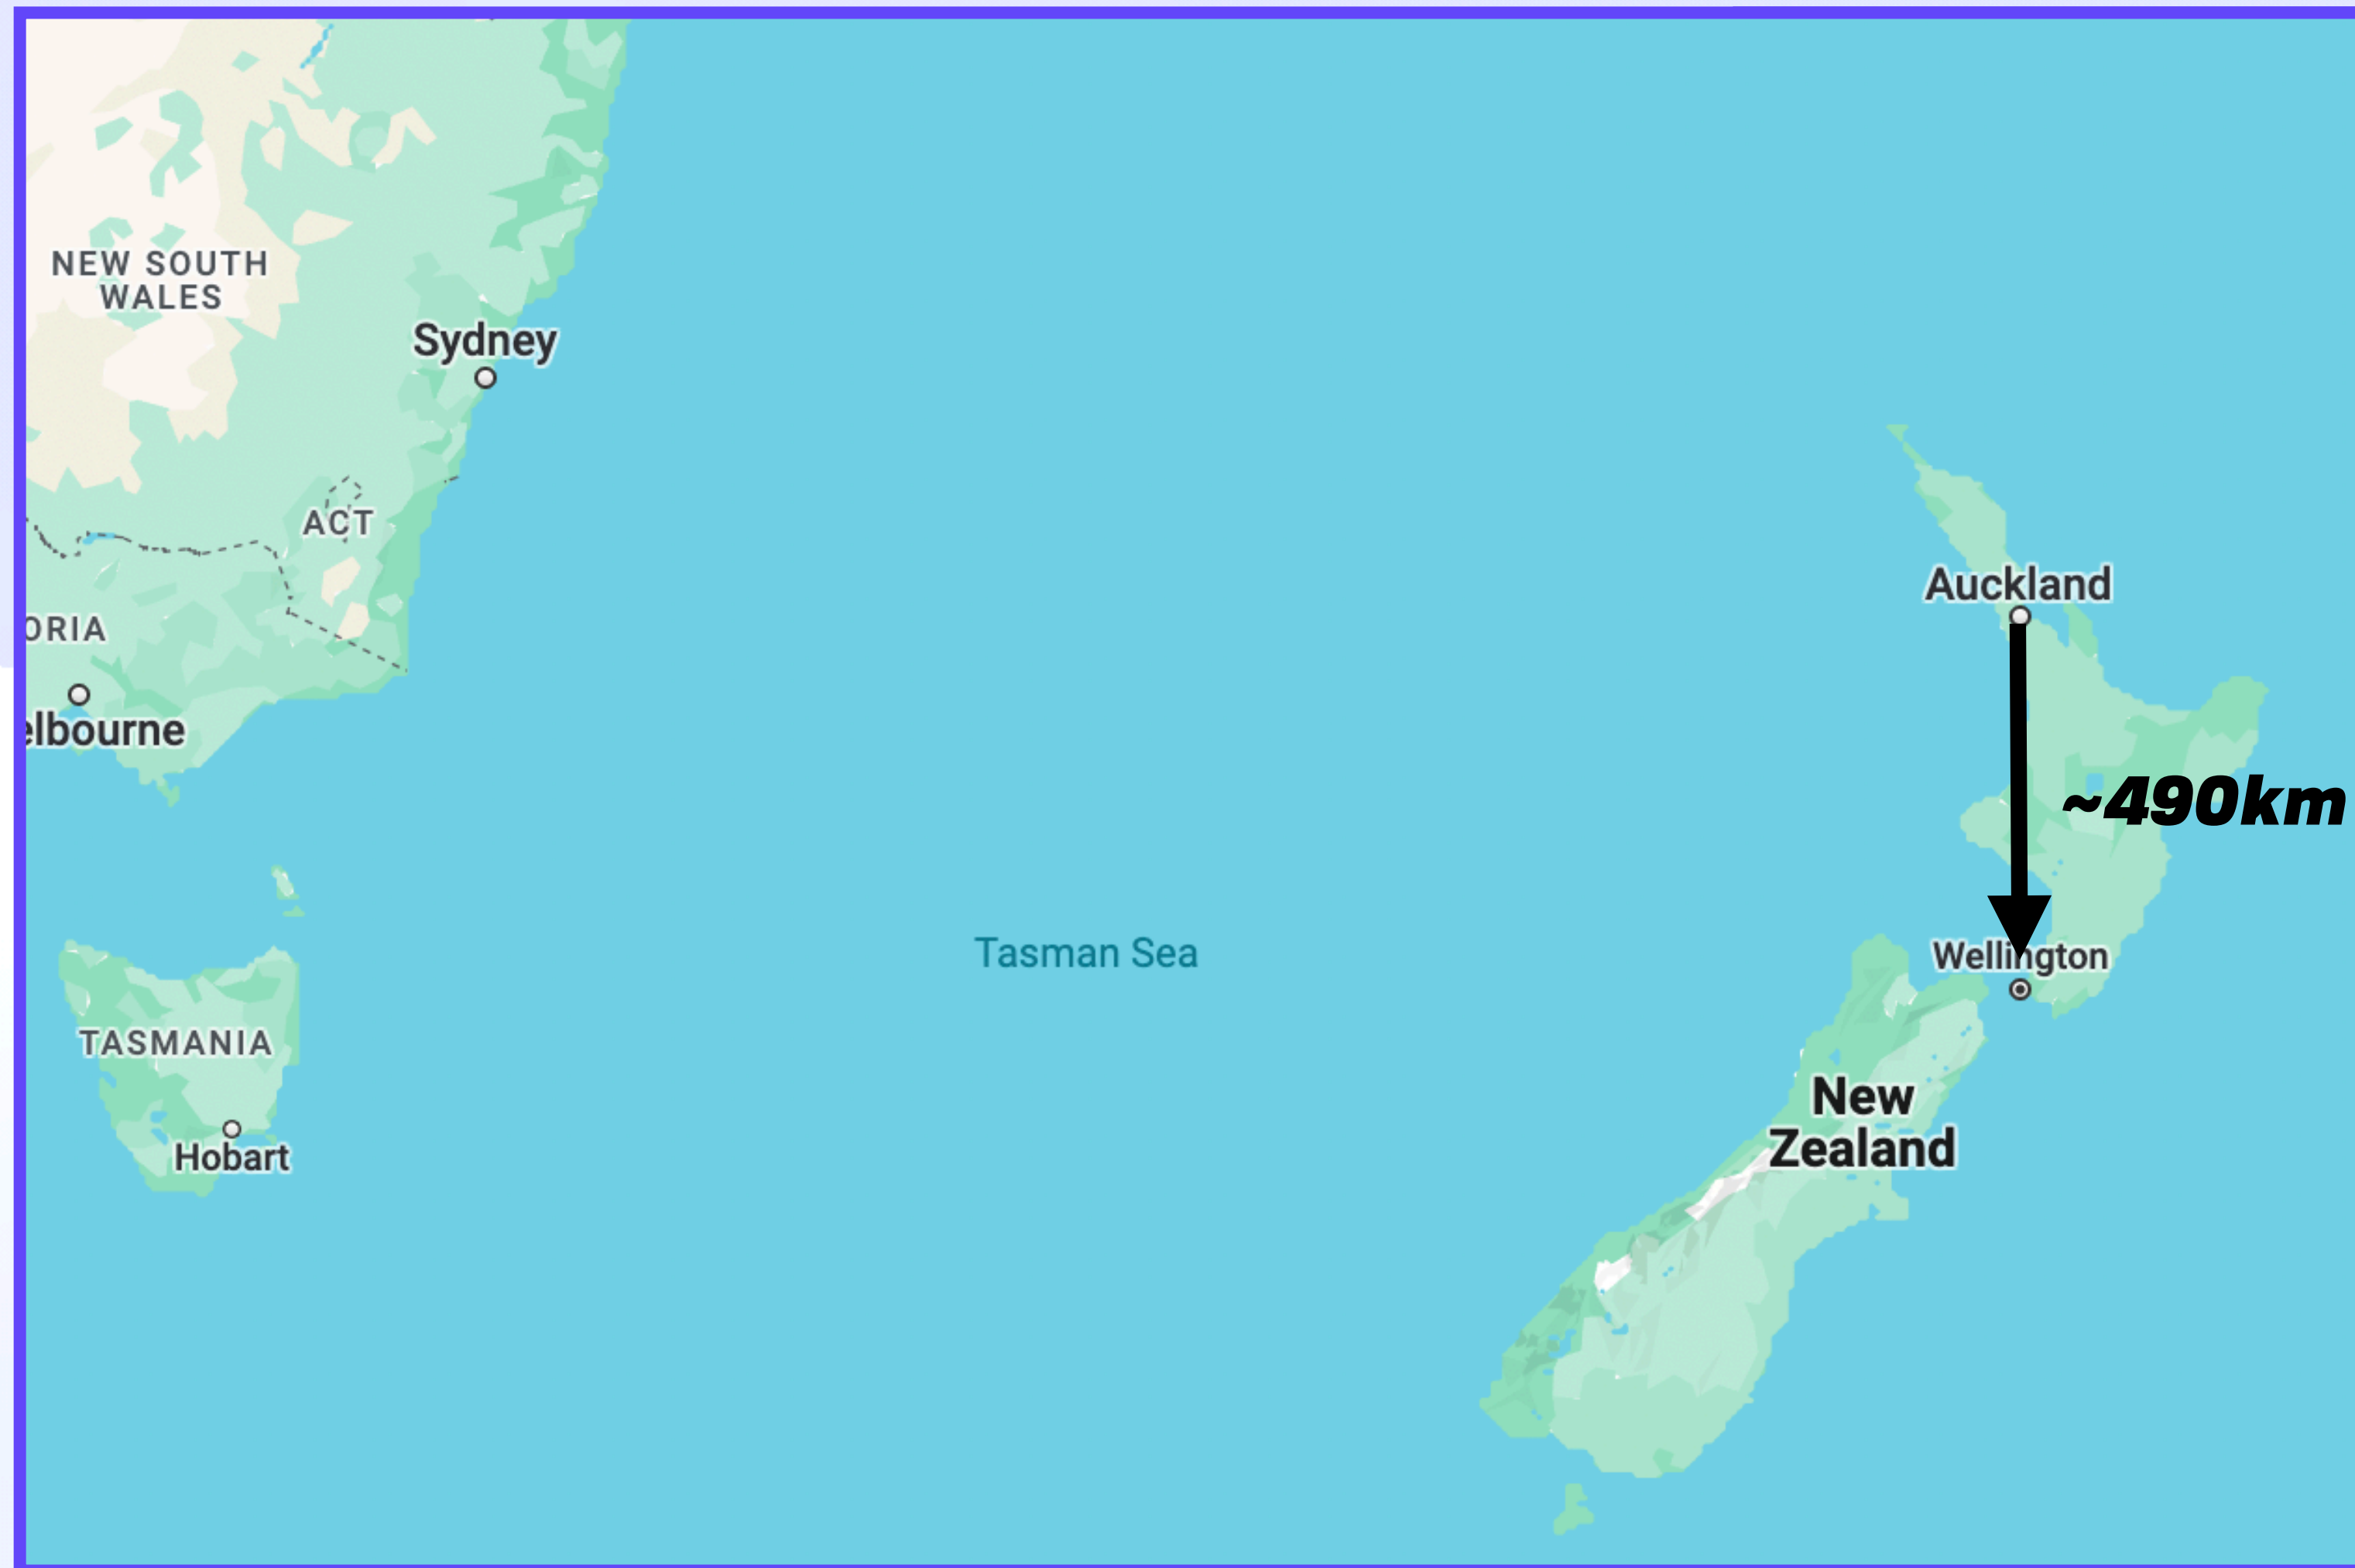 NEW SOUTH
WALES
Sydney
ACT
ORIA
elbourne
TASMANIA
Hobart
Tasman Sea
Auckland
~490km
Wellington
New
Zealand